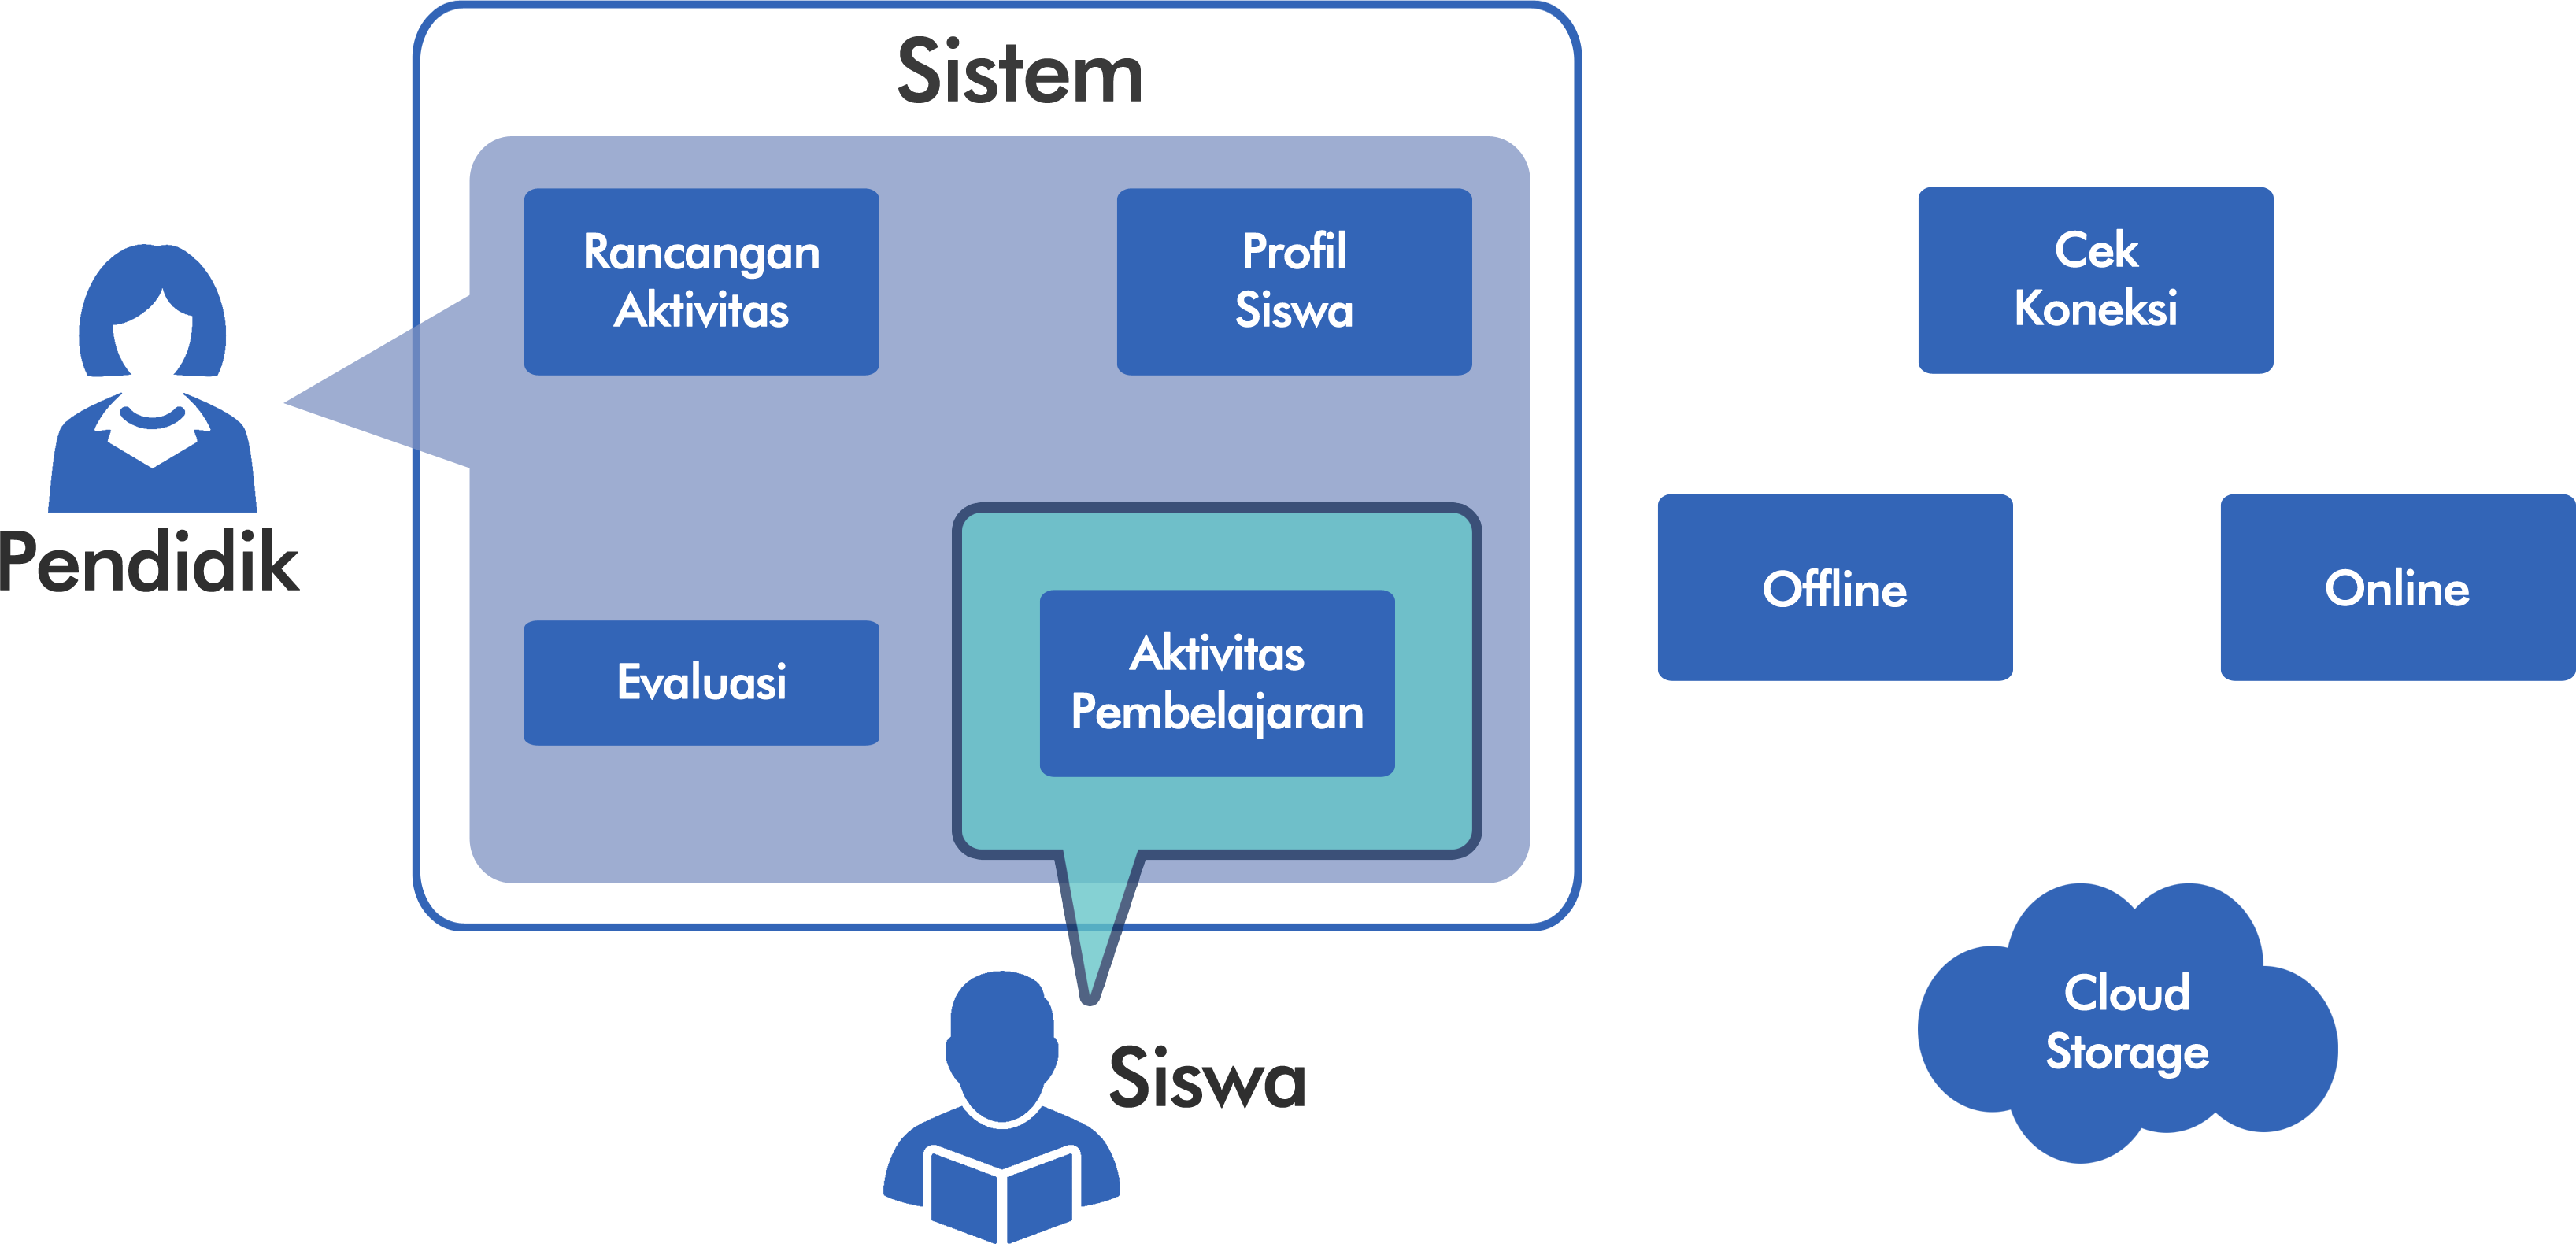 Sistem
Rancangan
Aktivitas
Profil
Siswa
Cek
Koneksi
Pendidik
Evaluasi
Aktivitas
Pembelajaran
Offline
Online
Siswa
Cloud
Storage